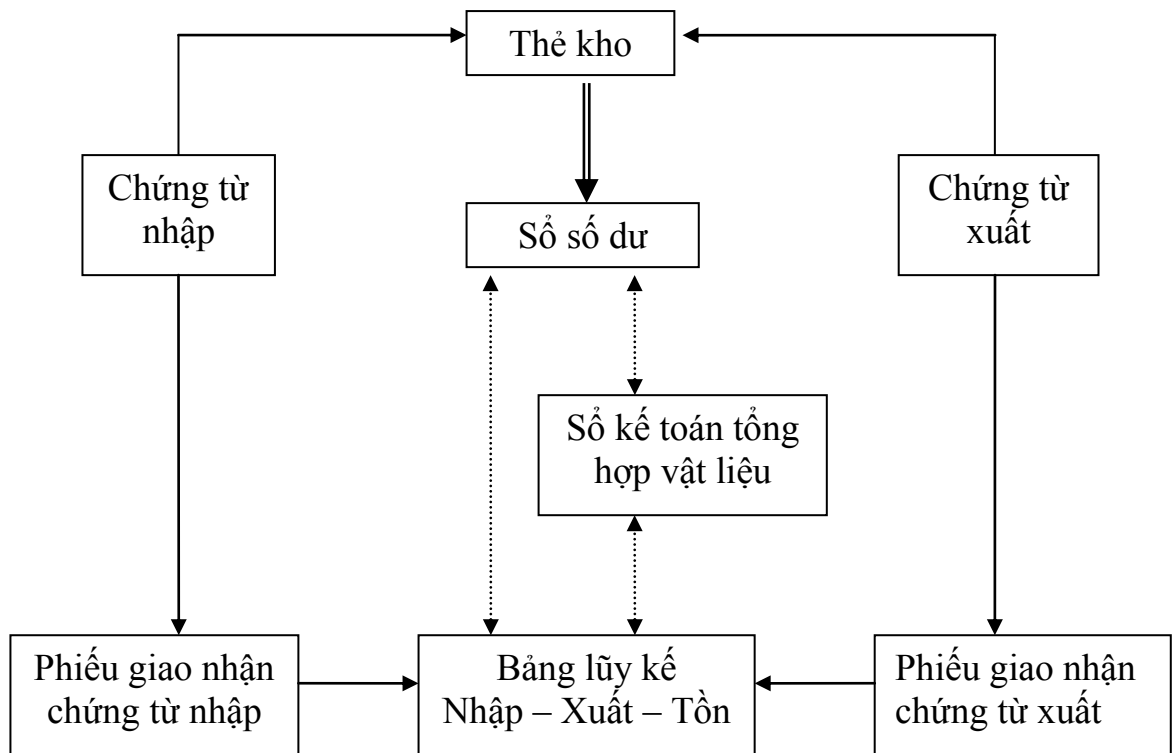 Thẻ kho
Chứng từ
nhập
Chứng từ
xuất
Sổ số dư
Sổ kế toán tổng
hợp vật liệu
Phiếu giao nhận
chứng từ nhập
Bảng lũy kế
Nhập – Xuất – Tồn
Phiếu giao nhận
chứng từ xuất